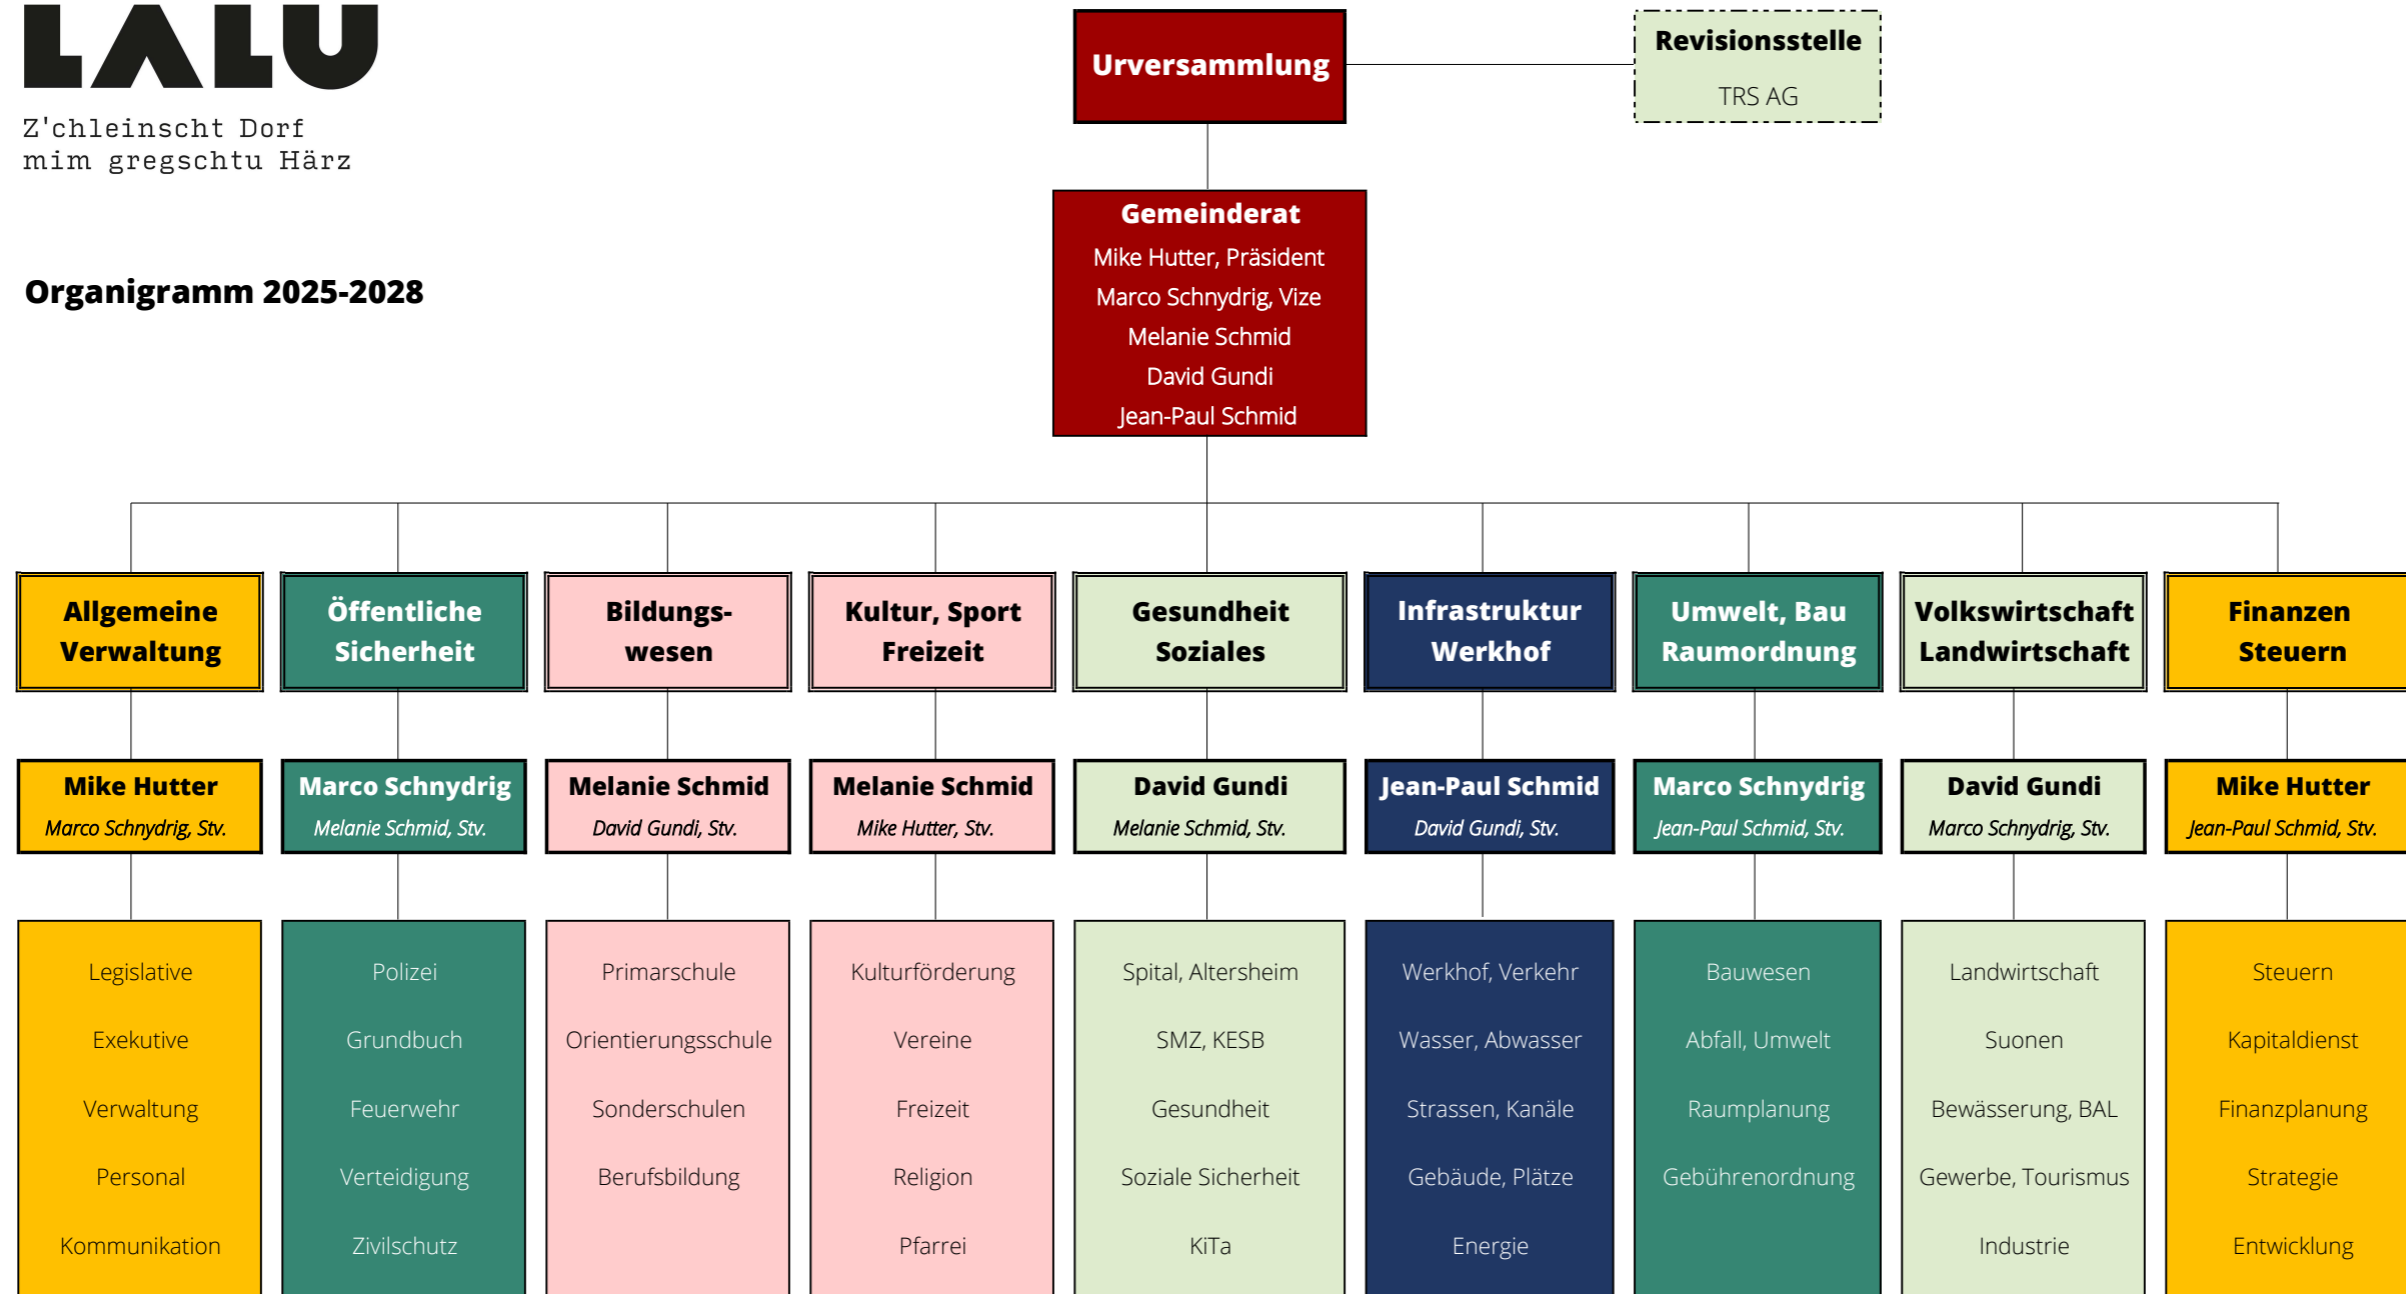 LALU
Z'chleinscht Dorf
mim gregschtu Härz
Organigramm 2025-2028
Urversammlung
Revisionsstelle
TRS AG
Gemeinderat
Mike Hutter, Präsident
Marco Schnydrig, Vize
Melanie Schmid
David Gundi
Jean-Paul Schmid
Allgemeine
Verwaltung
Mike Hutter
Marco Schnydrig, Stv.
Legislative
Exekutive
Verwaltung
Personal
Kommunikation
Öffentliche
Sicherheit
Marco Schnydrig
Melanie Schmid, Stv.
Polizei
Grundbuch
Feuerwehr
Verteidigung
Zivilschutz
Bildungs-
wesen
Melanie Schmid
David Gundi, Stv.
Primarschule
Orientierungsschule
Sonderschulen
Berufsbildung
Kultur, Sport
Freizeit
Melanie Schmid
Mike Hutter, Stv.
Kulturförderung
Vereine
Freizeit
Religion
Pfarrei
Gesundheit
Soziales
David Gundi
Melanie Schmid, Stv.
Spital, Altersheim
SMZ, KESB
Gesundheit
Soziale Sicherheit
KiTa
Infrastruktur
Werkhof
Jean-Paul Schmid
David Gundi, Stv.
Werkhof, Verkehr
Wasser, Abwasser
Strassen, Kanäle
Gebäude, Plätze
Energie
Umwelt, Bau
Raumordnung
Marco Schnydrig
Jean-Paul Schmid, Stv.
Bauwesen
Abfall, Umwelt
Raumplanung
Gebührenordnung
Volkswirtschaft
Landwirtschaft
David Gundi
Marco Schnydrig, Stv.
Landwirtschaft
Suonen
Bewässerung, BAL
Gewerbe, Tourismus
Industrie
Finanzen
Steuern
Mike Hutter
Jean-Paul Schmid, Stv.
Steuern
Kapitaldienst
Finanzplanung
Strategie
Entwicklung